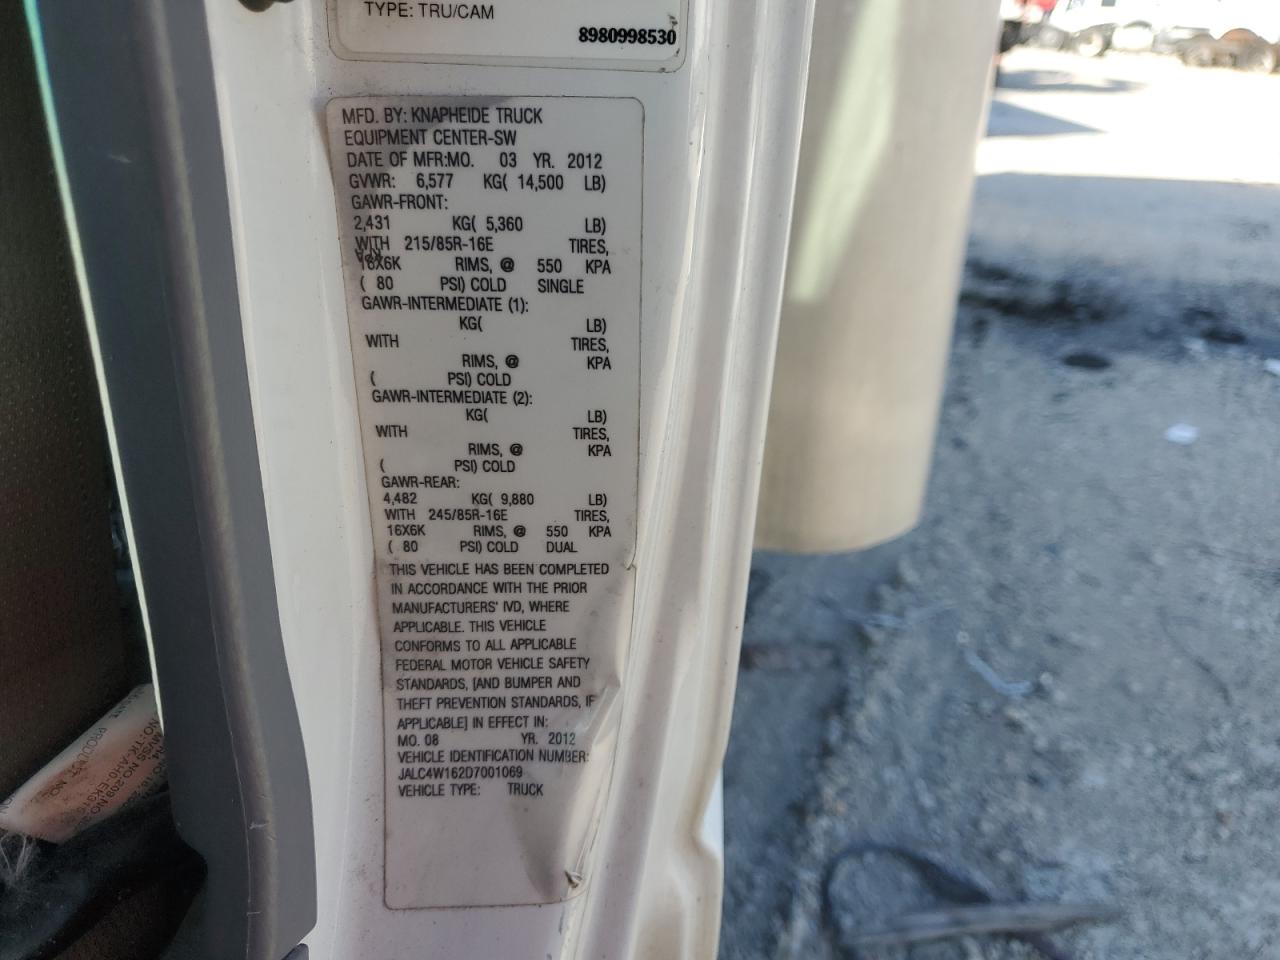 TYPE: TRU/CAM
8980998530
MFD. BY: KNAPHEIDE TRUCK
EQUIPMENT CENTER-SW
DATE OF MFR:MO. 03 YR. 2012
GVWR: 6,577 KG( 14,500 LB)
GAWR-FRONT:
2,431 KG( 5,360 LB)
WITH 215/85R-16E TIRES,
KPA
16X6K RIMS, @ 550 KPA
( 80 PSI) COLD SINGLE
GAWR-INTERMEDIATE (1):
KG( LB)
WITH TIRES,
RIMS, @ KPA
( PSI) COLD
GAWR-INTERMEDIATE (2):
KG( LB)
WITH TIRES,
RIMS, @ KPA
( PSI) COLD
GAWR-REAR:
4,482 KG( 9,880 LB)
WITH 245/85R-16E TIRES,
16X6K RIMS, @ 550 KPA
( 80 PSI) COLD DUAL
THIS VEHICLE HAS BEEN COMPLETED
IN ACCORDANCE WITH THE PRIOR
MANUFACTURERS' IVD, WHERE
APPLICABLE. THIS VEHICLE
CONFORMS TO ALL APPLICABLE
FEDERAL MOTOR VEHICLE SAFETY
STANDARDS, [AND BUMPER AND
THEFT PREVENTION STANDARDS, IF
APPLICABLE] IN EFFECT IN:
MO. 08 YR. 2012
VEHICLE IDENTIFICATION NUMBER:
JALC4W162D7001069
VEHICLE TYPE: TRUCK
PRODUCT NO.